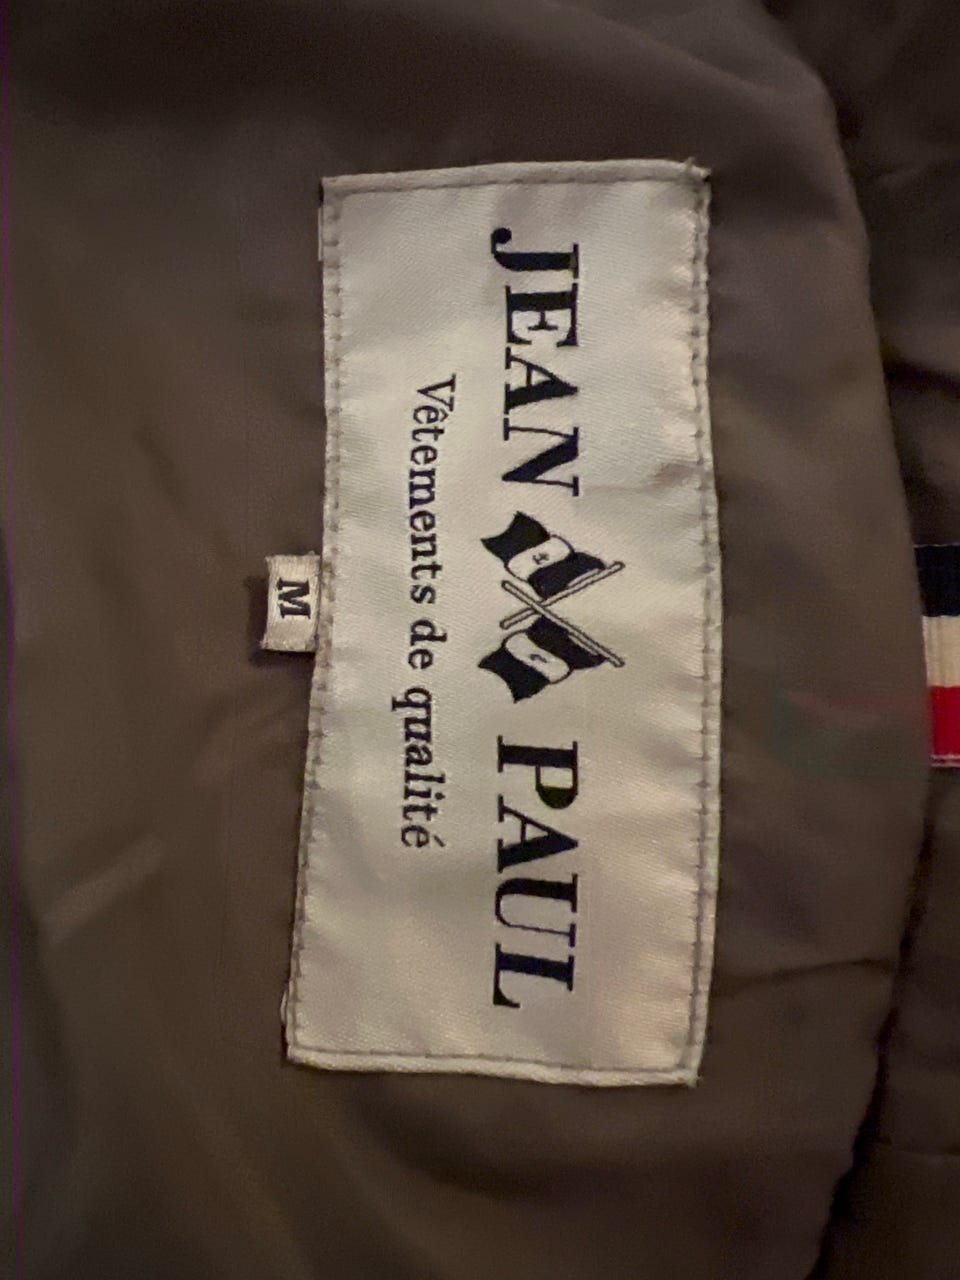 JEAN PAUL
Vêtements de qualité
M